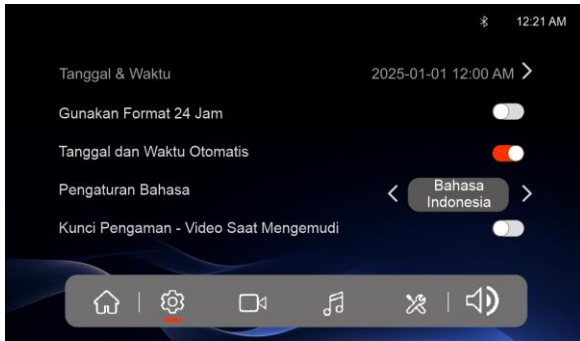 12:21 AM
Tanggal & Waktu 2025-01-01 12:00 AM
Gunakan Format 24 Jam
Tanggal dan Waktu Otomatis
Pengaturan Bahasa
Bahasa
Indonesia
Kunci Pengaman - Video Saat Mengemudi